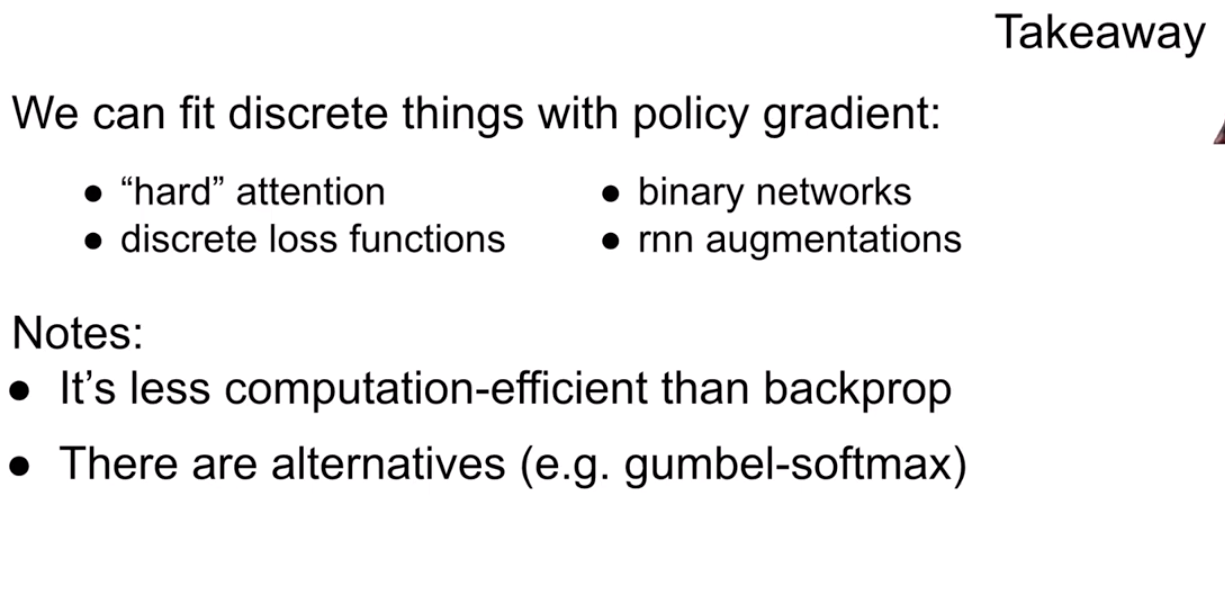 Takeaway
We can fit discrete things with policy gradient:
● “hard” attention
● discrete loss functions
● binary networks
● rnn augmentations
Notes:
● It’s less computation-efficient than backprop
● There are alternatives (e.g. gumbel-softmax)